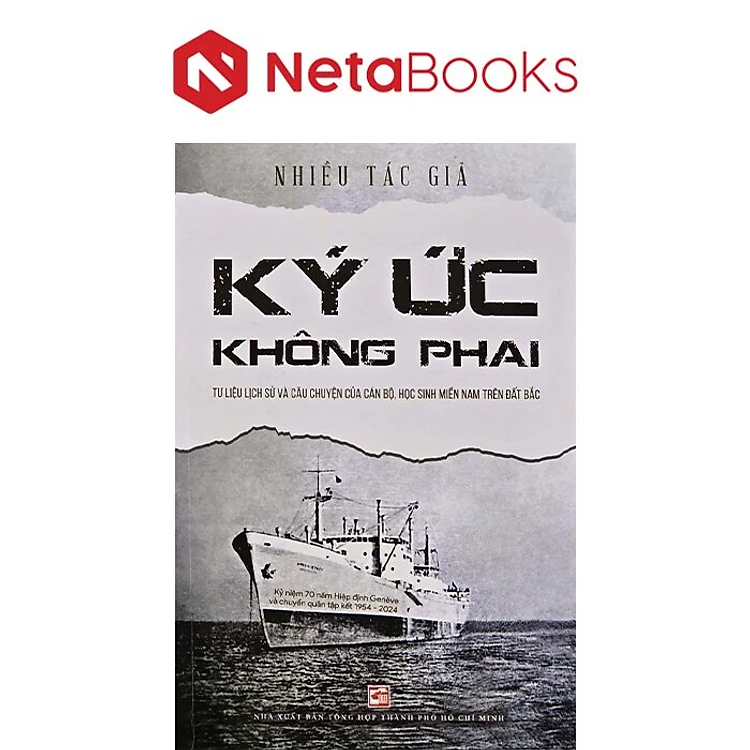 NetaBooks
NHIỀU TÁC GIẢ
KÝ ỨC
KHÔNG PHAI
TƯ LIỆU LỊCH SỬ VÀ CÂU CHUYỆN CỦA CÁN BỘ, HỌC SINH MIỀN NAM TRÊN ĐẤT BẮC
Kỷ niệm 70 năm Hiệp định Genève
và chuyển quân tập kết 1954 - 2024
NHÀ XUẤT BẢN TỔNG HỢP THÀNH PHỐ HỒ CHÍ MINH